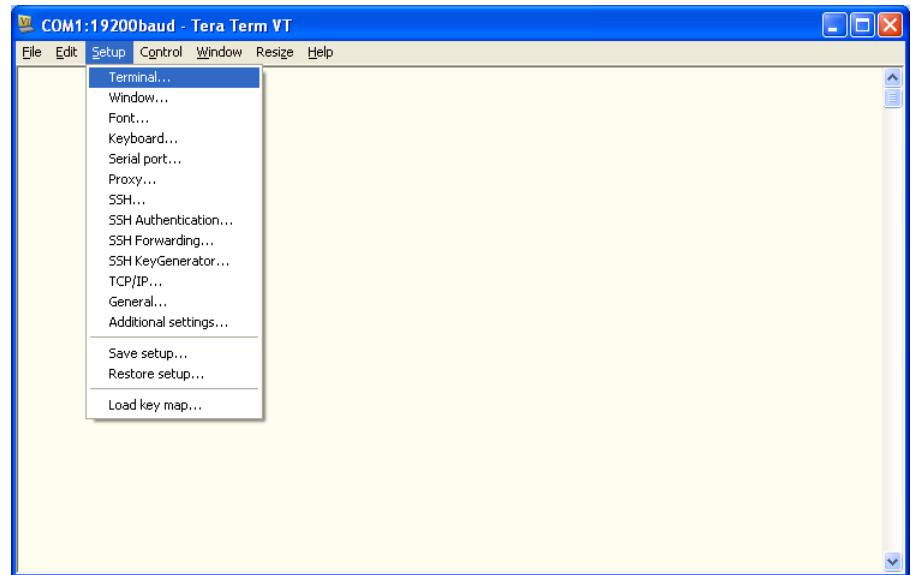 COM1:19200baud - Tera Term VT
File Edit Setup Control Window Resize Help
Terminal...
Window...
Font...
Keyboard...
Serial port...
Proxy...
SSH...
SSH Authentication...
SSH Forwarding...
SSH KeyGenerator...
TCP/IP...
General...
Additional settings...
Save setup...
Restore setup...
Load key map...